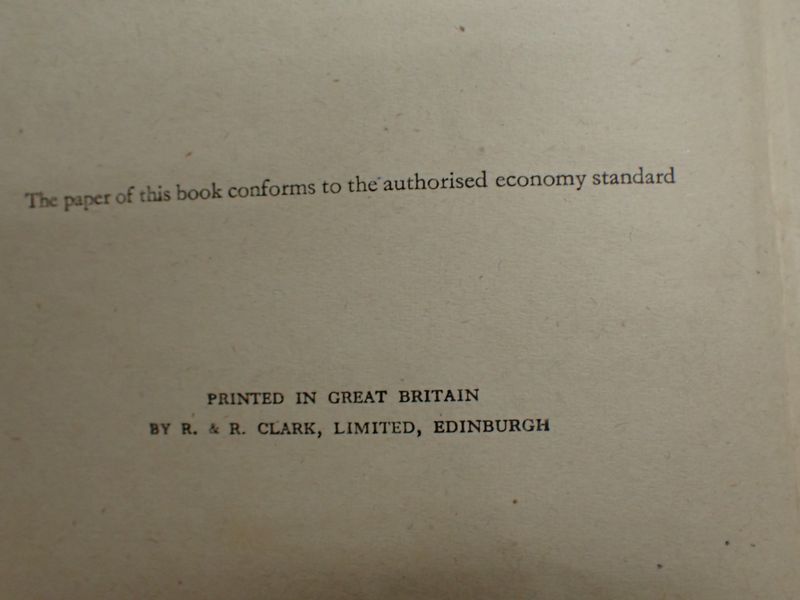 The paper of this book conforms to the authorised economy standard
PRINTED IN GREAT BRITAIN
BY R. & R. CLARK, LIMITED, EDINBURGH